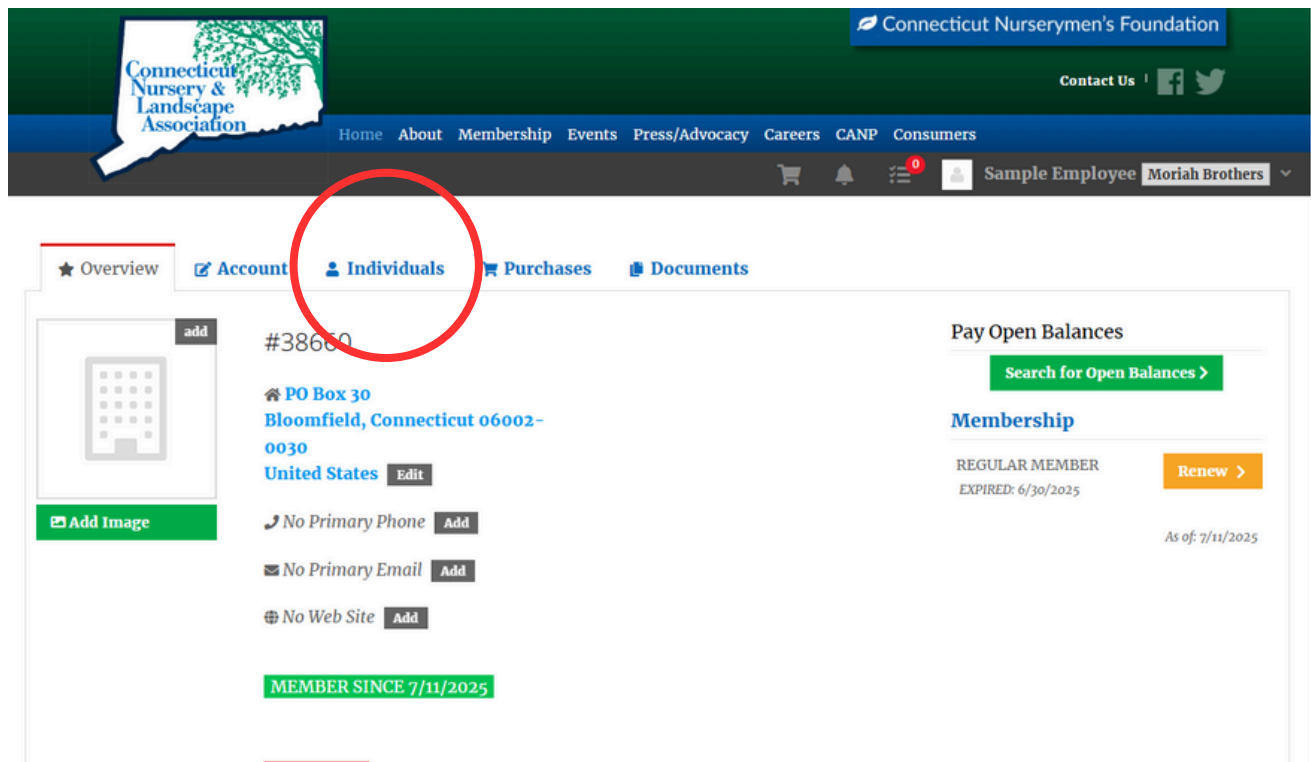 Connecticut Nurserymen's Foundation
Connecticut
Nursery &
Landscape
Association
Contact Us
Home About Membership Events Press/Advocacy Careers CANP Consumers
0 Sample Employee Moriah Brothers
Overview Account Individuals Purchases Documents
add
#38660
PO Box 30
Bloomfield, Connecticut 06002-
0030
United States Edit
Add Image
No Primary Phone Add
No Primary Email Add
No Web Site Add
MEMBER SINCE 7/11/2025
Pay Open Balances
Search for Open Balances
Membership
REGULAR MEMBER
EXPIRED: 6/30/2025
Renew
As of: 7/11/2025